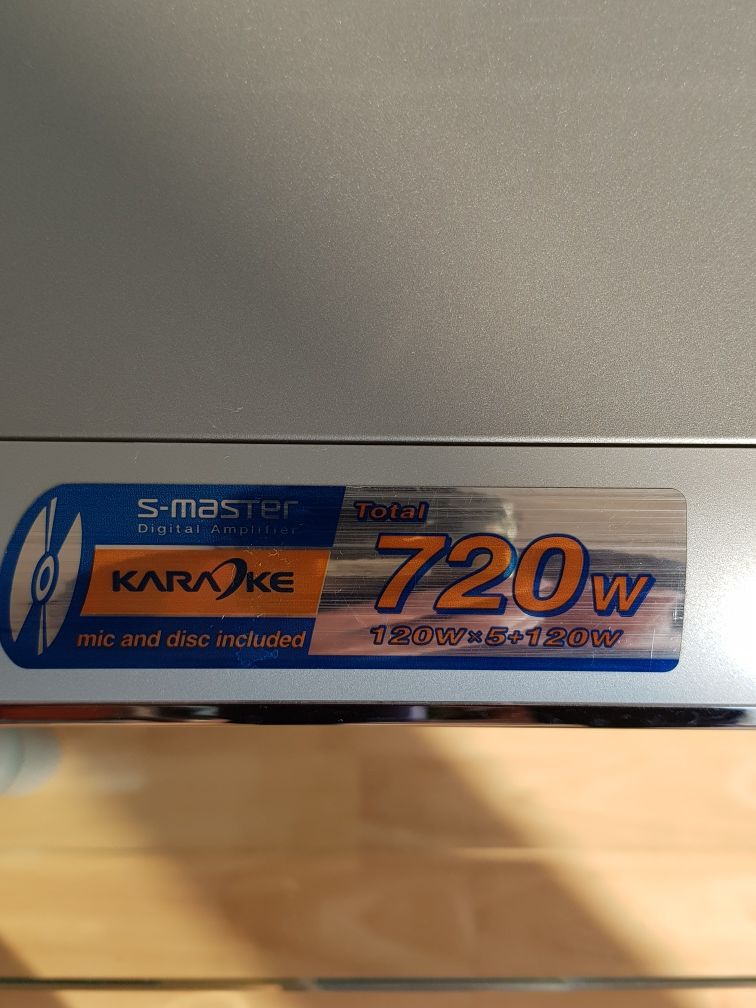 S-master
Digital Amplifier
KARAOKE
mic and disc included
Total
720W
120W×5+120W